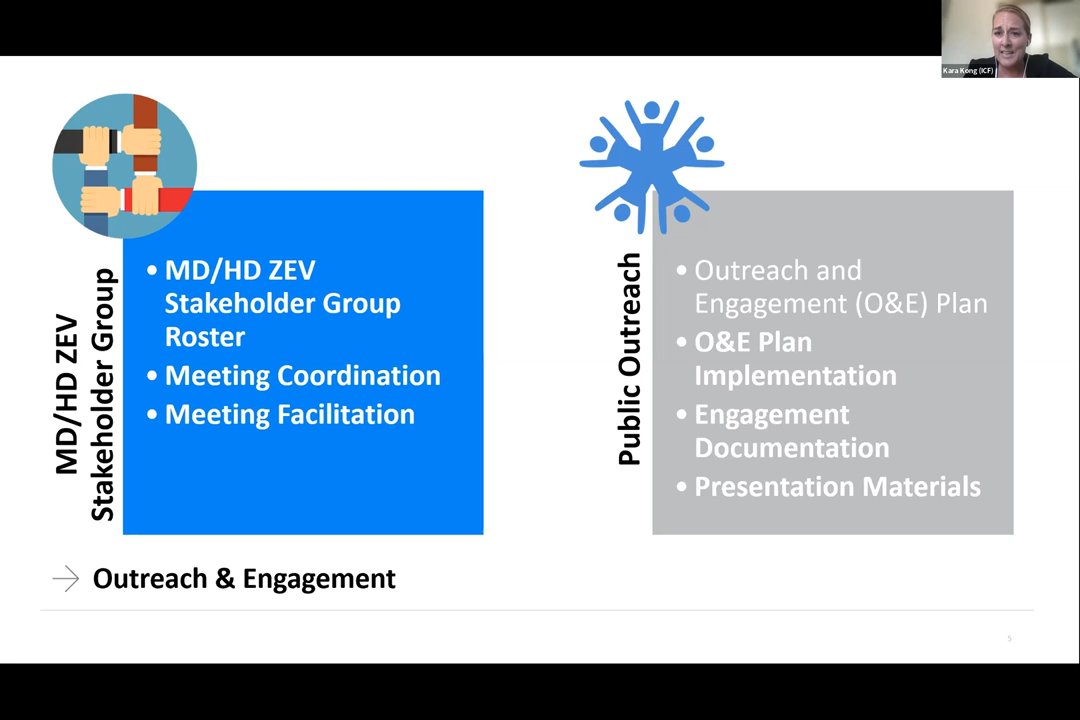 Kara Kong (ICF)
MD/HD ZEV
Stakeholder Group
• MD/HD ZEV
Stakeholder Group
Roster
• Meeting Coordination
• Meeting Facilitation
Public Outreach
• Outreach and
Engagement (O&E) Plan
• O&E Plan
Implementation
• Engagement
Documentation
• Presentation Materials
Outreach & Engagement
5